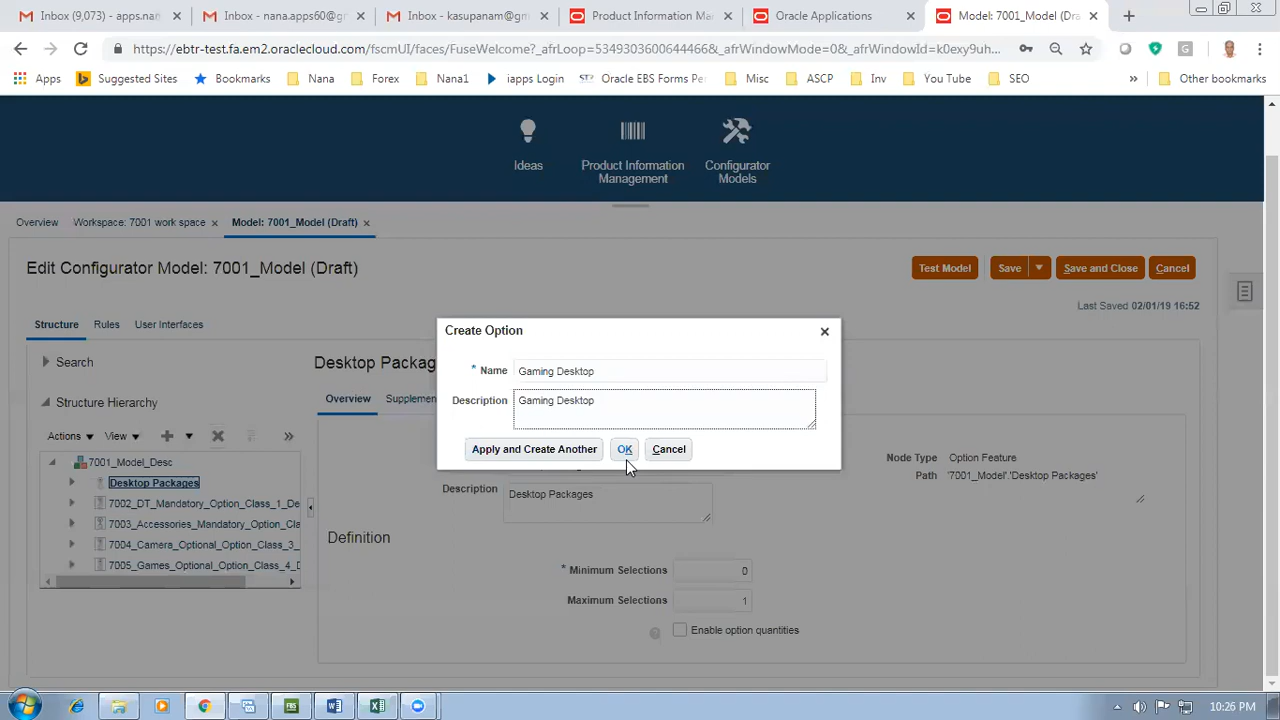 Inbox (9,073) - apps.na6
Inbox - nana.apps60@g
Inbox - kasupanam@gm
Product Information Ma
Oracle Applications
Model: 7001_Model (Dra
https://ebtr-test.fa.em2.oraclecloud.com/fscmUI/faces/FuseWelcome?_afrLoop=53493036006444466&_afrWindowMode=0&_afrWindowId=k0exy9uh...
Apps
Suggested Sites
Bookmarks
Nana
Forex
Nana1
iapps Login
Oracle EBS Forms Pe
Misc
ASCP
Inv
You Tube
SEO
»
Other bookmarks
Ideas
Product Information
Management
Configurator
Models
Overview
Workspace: 7001 work space
Model: 7001_Model (Draft)
Edit Configurator Model: 7001_Model (Draft)
Test Model
Save
Save and Close
Cancel
Last Saved 02/01/19 16:52
Structure
Rules
User Interfaces
Search
Desktop Packag
Structure Hierarchy
Overview
Supplemen
Actions
View
»
7001_Model_Desc
Desktop Packages
7002_DT_Mandatory_Option_Class_1_De
7003_Accessories_Mandatory_Option_Cla
7004_Camera_Optional_Option_Class_3_
7005_Games_Optional_Option_Class_4_D
Create Option
* Name
Gaming Desktop
Description
Gaming Desktop
Apply and Create Another
OK
Cancel
Node Type
Option Feature
Path
'7001_Model'.'Desktop Packages'
Description
Desktop Packages
Definition
* Minimum Selections
0
Maximum Selections
1
Enable option quantities
10:26 PM